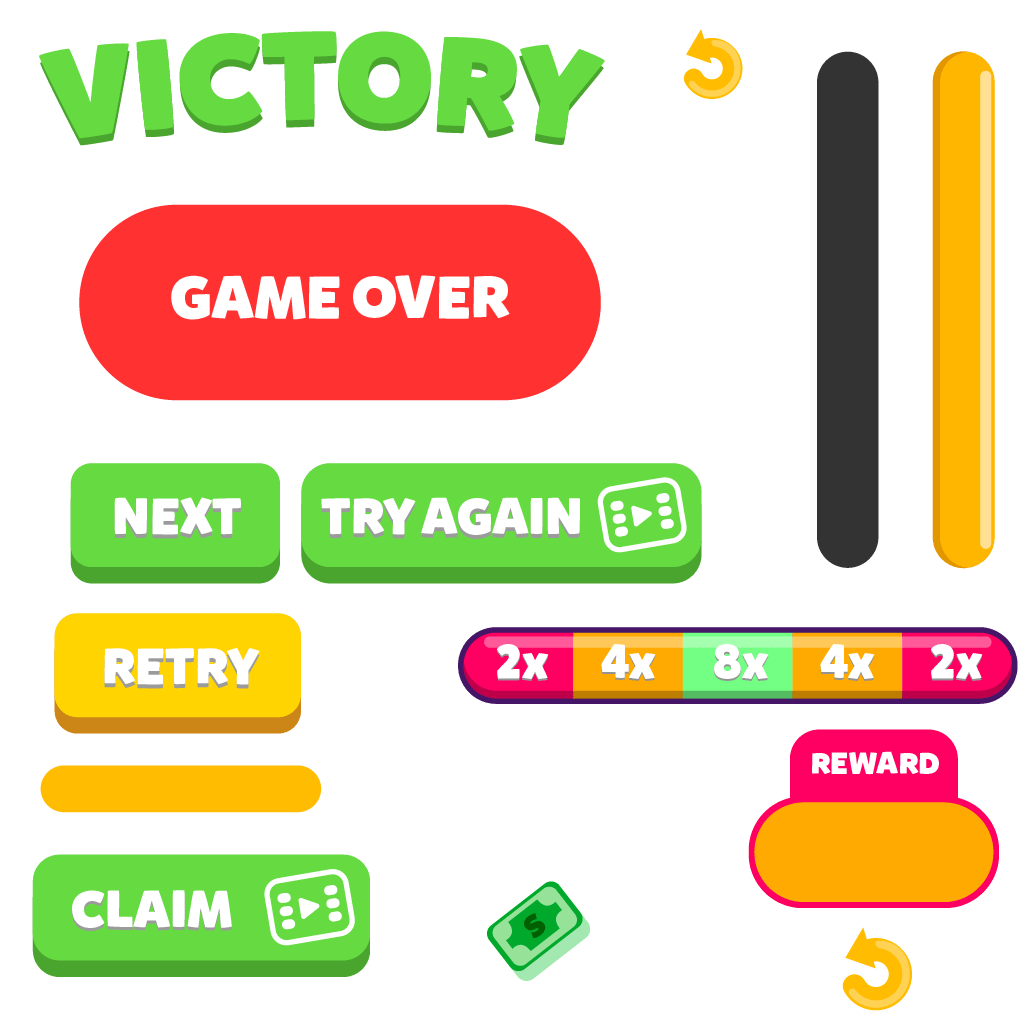 VICTORY
GAME OVER
NEXT
TRY AGAIN
RETRY
2x 4x 8x 4x 2x
REWARD
CLAIM
$